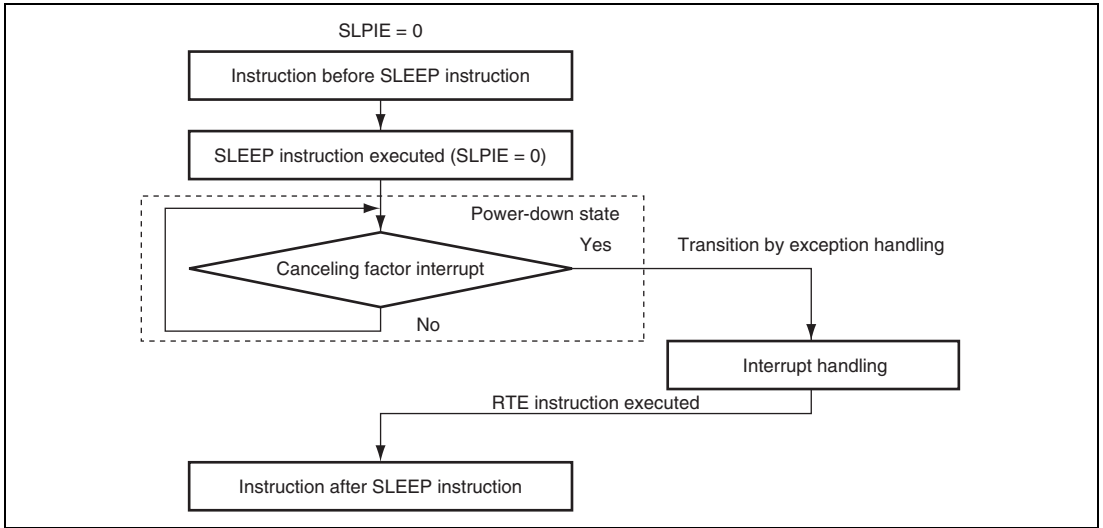 SLPIE = 0
Instruction before SLEEP instruction
SLEEP instruction executed (SLPIE = 0)
Power-down state
Yes
Transition by exception handling
Canceling factor interrupt
No
Interrupt handling
RTE instruction executed
Instruction after SLEEP instruction